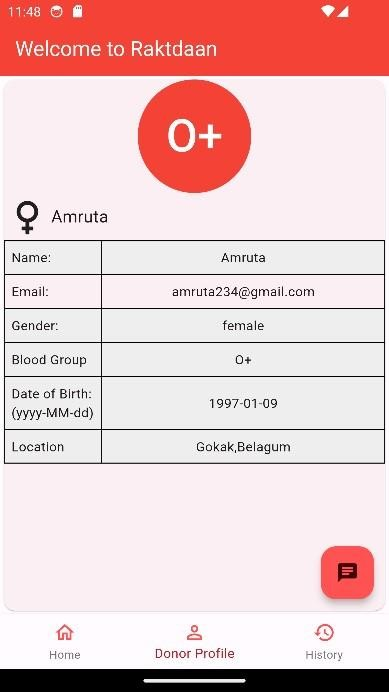 11:48
Welcome to Raktdaan
O+
Amruta
Name: Amruta
Email: amruta234@gmail.com
Gender: female
Blood Group O+
Date of Birth:
(yyyy-MM-dd) 1997-01-09
Location Gokak,Belagum
Home Donor Profile History